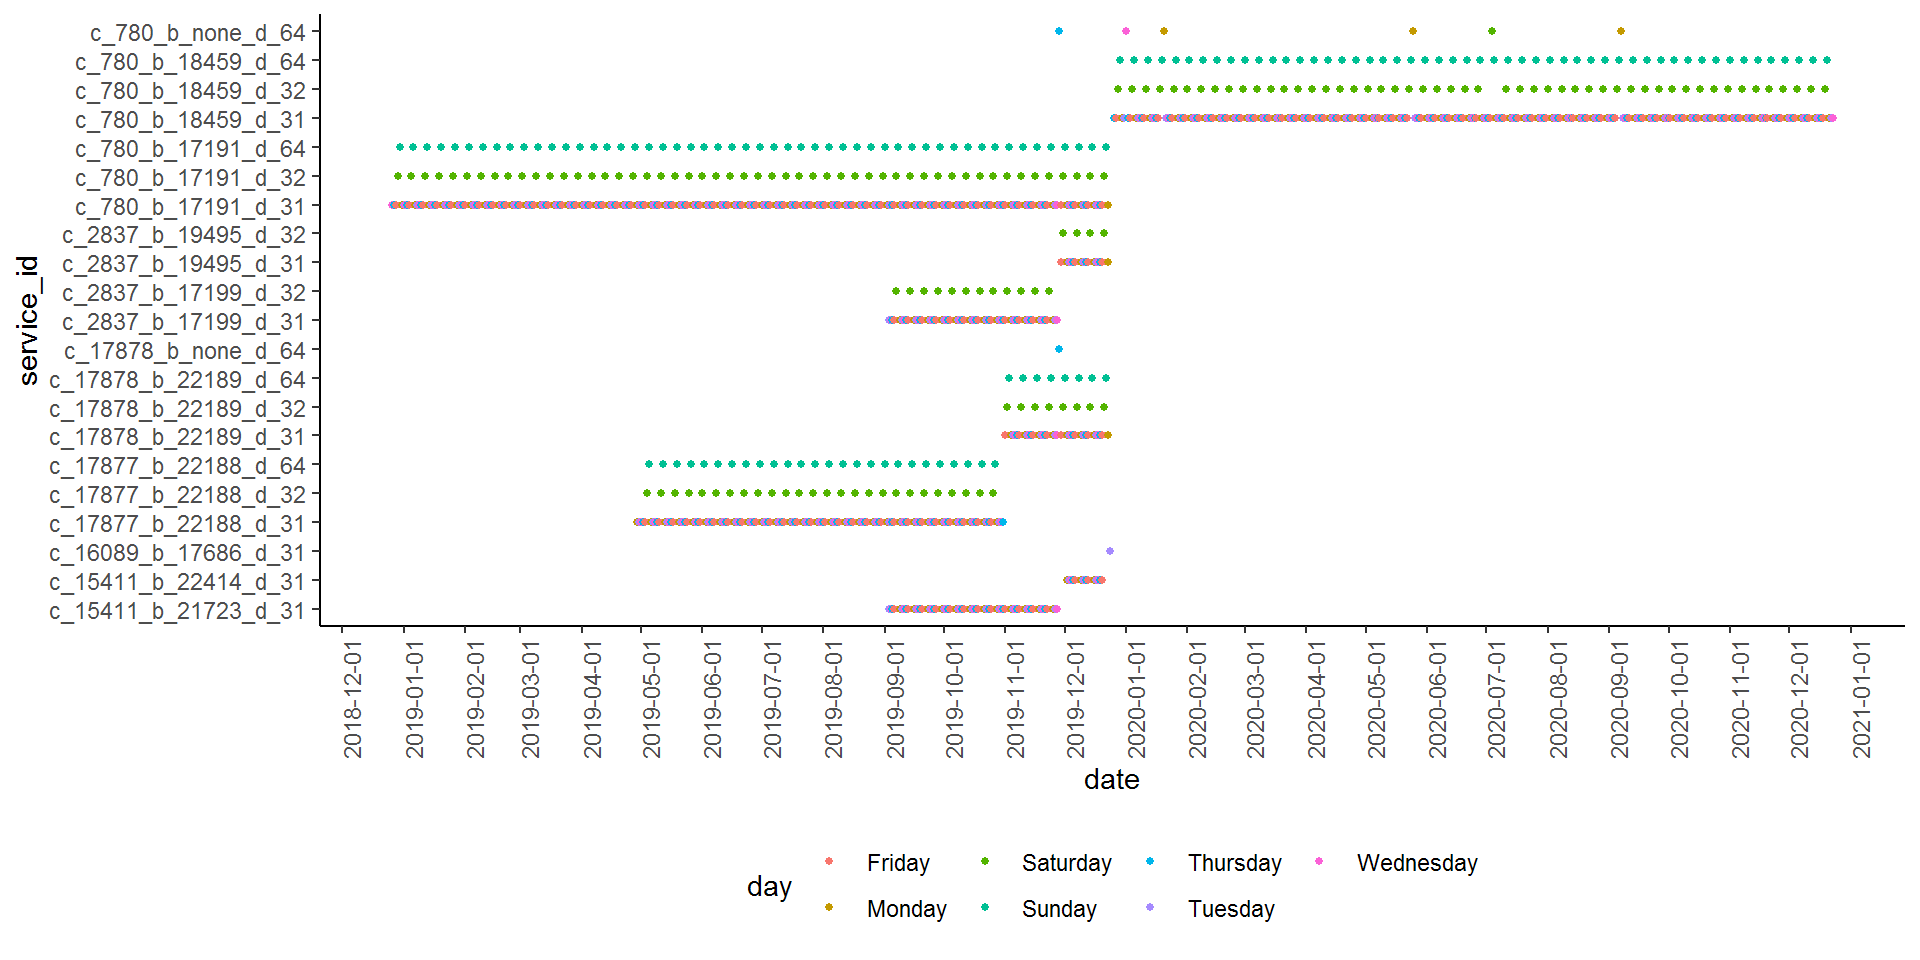 c_780_b_none_d_64
c_780_b_18459_d_64
c_780_b_18459_d_32
c_780_b_18459_d_31
c_780_b_17191_d_64
c_780_b_17191_d_32
c_780_b_17191_d_31
c_2837_b_19495_d_32
c_2837_b_19495_d_31
c_2837_b_17199_d_32
c_2837_b_17199_d_31
c_17878_b_none_d_64
c_17878_b_22189_d_64
c_17878_b_22189_d_32
c_17878_b_22189_d_31
c_17877_b_22188_d_64
c_17877_b_22188_d_32
c_17877_b_22188_d_31
c_16089_b_17686_d_31
c_15411_b_22414_d_31
c_15411_b_21723_d_31
service_id
2018-12-01
2019-01-01
2019-02-01
2019-03-01
2019-04-01
2019-05-01
2019-06-01
2019-07-01
2019-08-01
2019-09-01
2019-10-01
2019-11-01
2019-12-01
2020-01-01
2020-02-01
2020-03-01
2020-04-01
2020-05-01
2020-06-01
2020-07-01
2020-08-01
2020-09-01
2020-10-01
2020-11-01
2020-12-01
2021-01-01
date
day
Friday Saturday Thursday Wednesday
Monday Sunday Tuesday